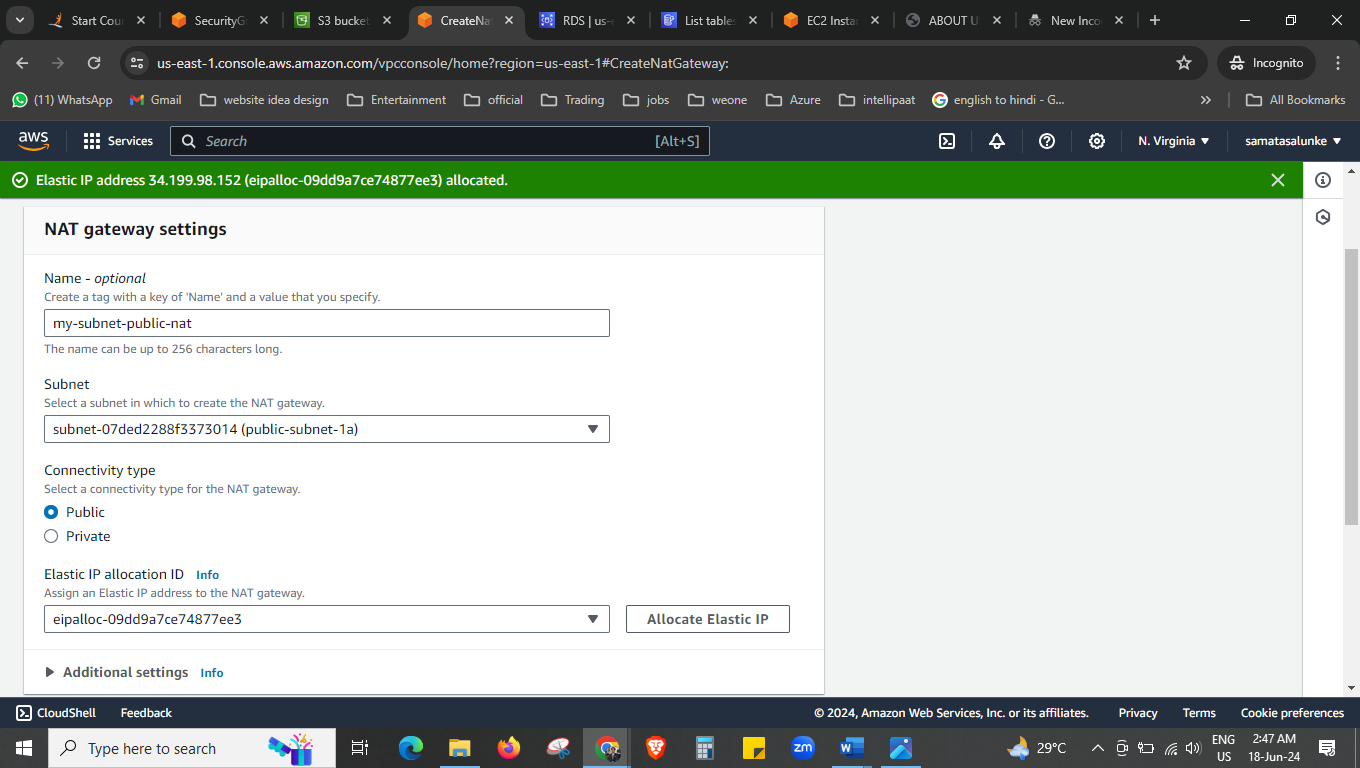 Start Cour
SecurityG
S3 bucket
CreateNat
RDS | us-e
List tables
EC2 Insta
ABOUT U
New Inco
us-east-1.console.aws.amazon.com/vpcconsole/home?region=us-east-1#CreateNatGateway:
Incognito
(11) WhatsApp
Gmail
website idea design
Entertainment
official
Trading
jobs
weone
Azure
intellipaat
english to hindi - G...
All Bookmarks
aws
Services
Search
[Alt+S]
N. Virginia
samatasalunke
Elastic IP address 34.199.98.152 (eipalloc-09dd9a7ce74877ee3) allocated.
NAT gateway settings
Name - optional
Create a tag with a key of 'Name' and a value that you specify.
my-subnet-public-nat
The name can be up to 256 characters long.
Subnet
Select a subnet in which to create the NAT gateway.
subnet-07ded2288f3373014 (public-subnet-1a)
Connectivity type
Select a connectivity type for the NAT gateway.
Public
Private
Elastic IP allocation ID Info
Assign an Elastic IP address to the NAT gateway.
eipalloc-09dd9a7ce74877ee3
Allocate Elastic IP
Additional settings Info
CloudShell
Feedback
© 2024, Amazon Web Services, Inc. or its affiliates.
Privacy
Terms
Cookie preferences
Type here to search
zm
29°C
ENG
US
2:47 AM
18-Jun-24